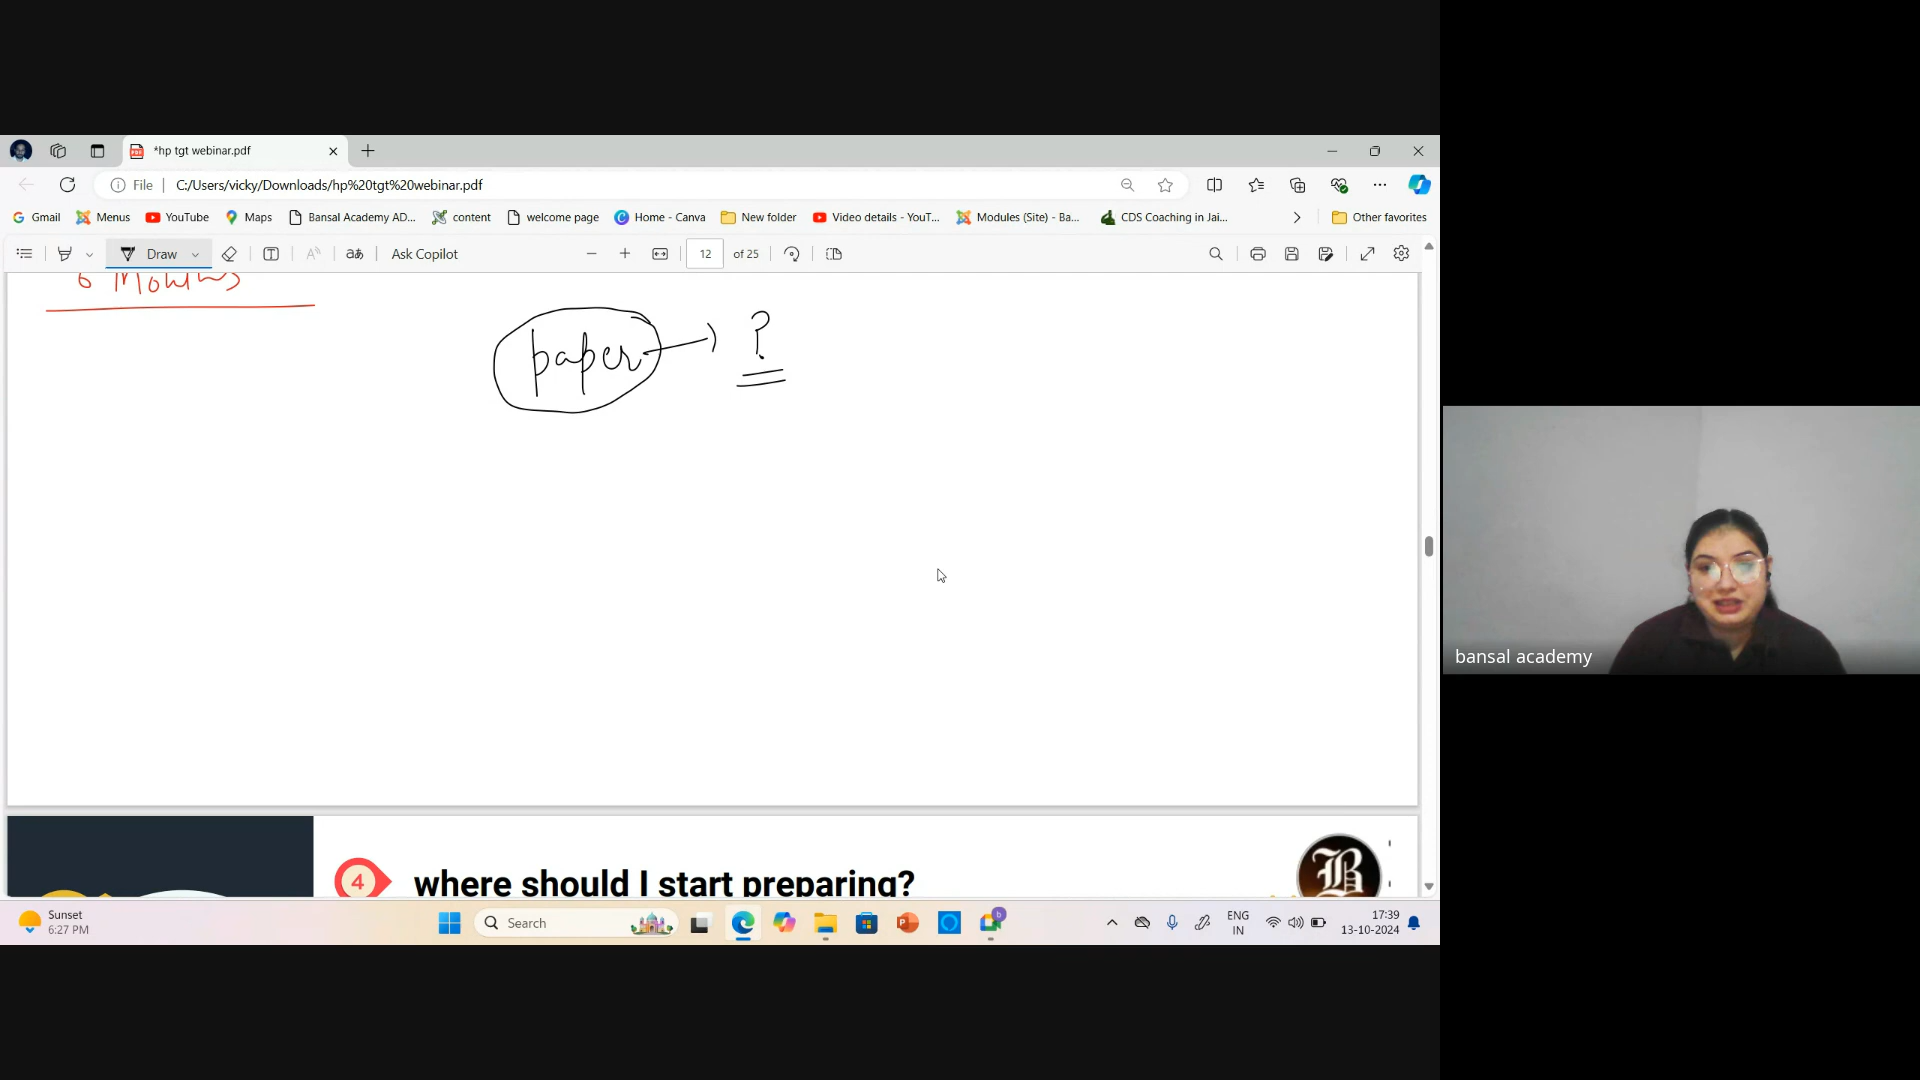 *hp tgt webinar.pdf
File
C:/Users/vicky/Downloads/hp%20tgt%20webinar.pdf
Gmail
Menus
YouTube
Maps
Bansal Academy AD...
content
welcome page
Home - Canva
New folder
Video details - YouT...
Modules (Site) - Ba...
CDS Coaching in Jai...
Other favorites
Draw
Ask Copilot
12
of 25
6 Months
paper → ?
4
where should I start preparing?
B
bansal academy
Sunset
6:27 PM
Search
ENG
IN
17:39
13-10-2024